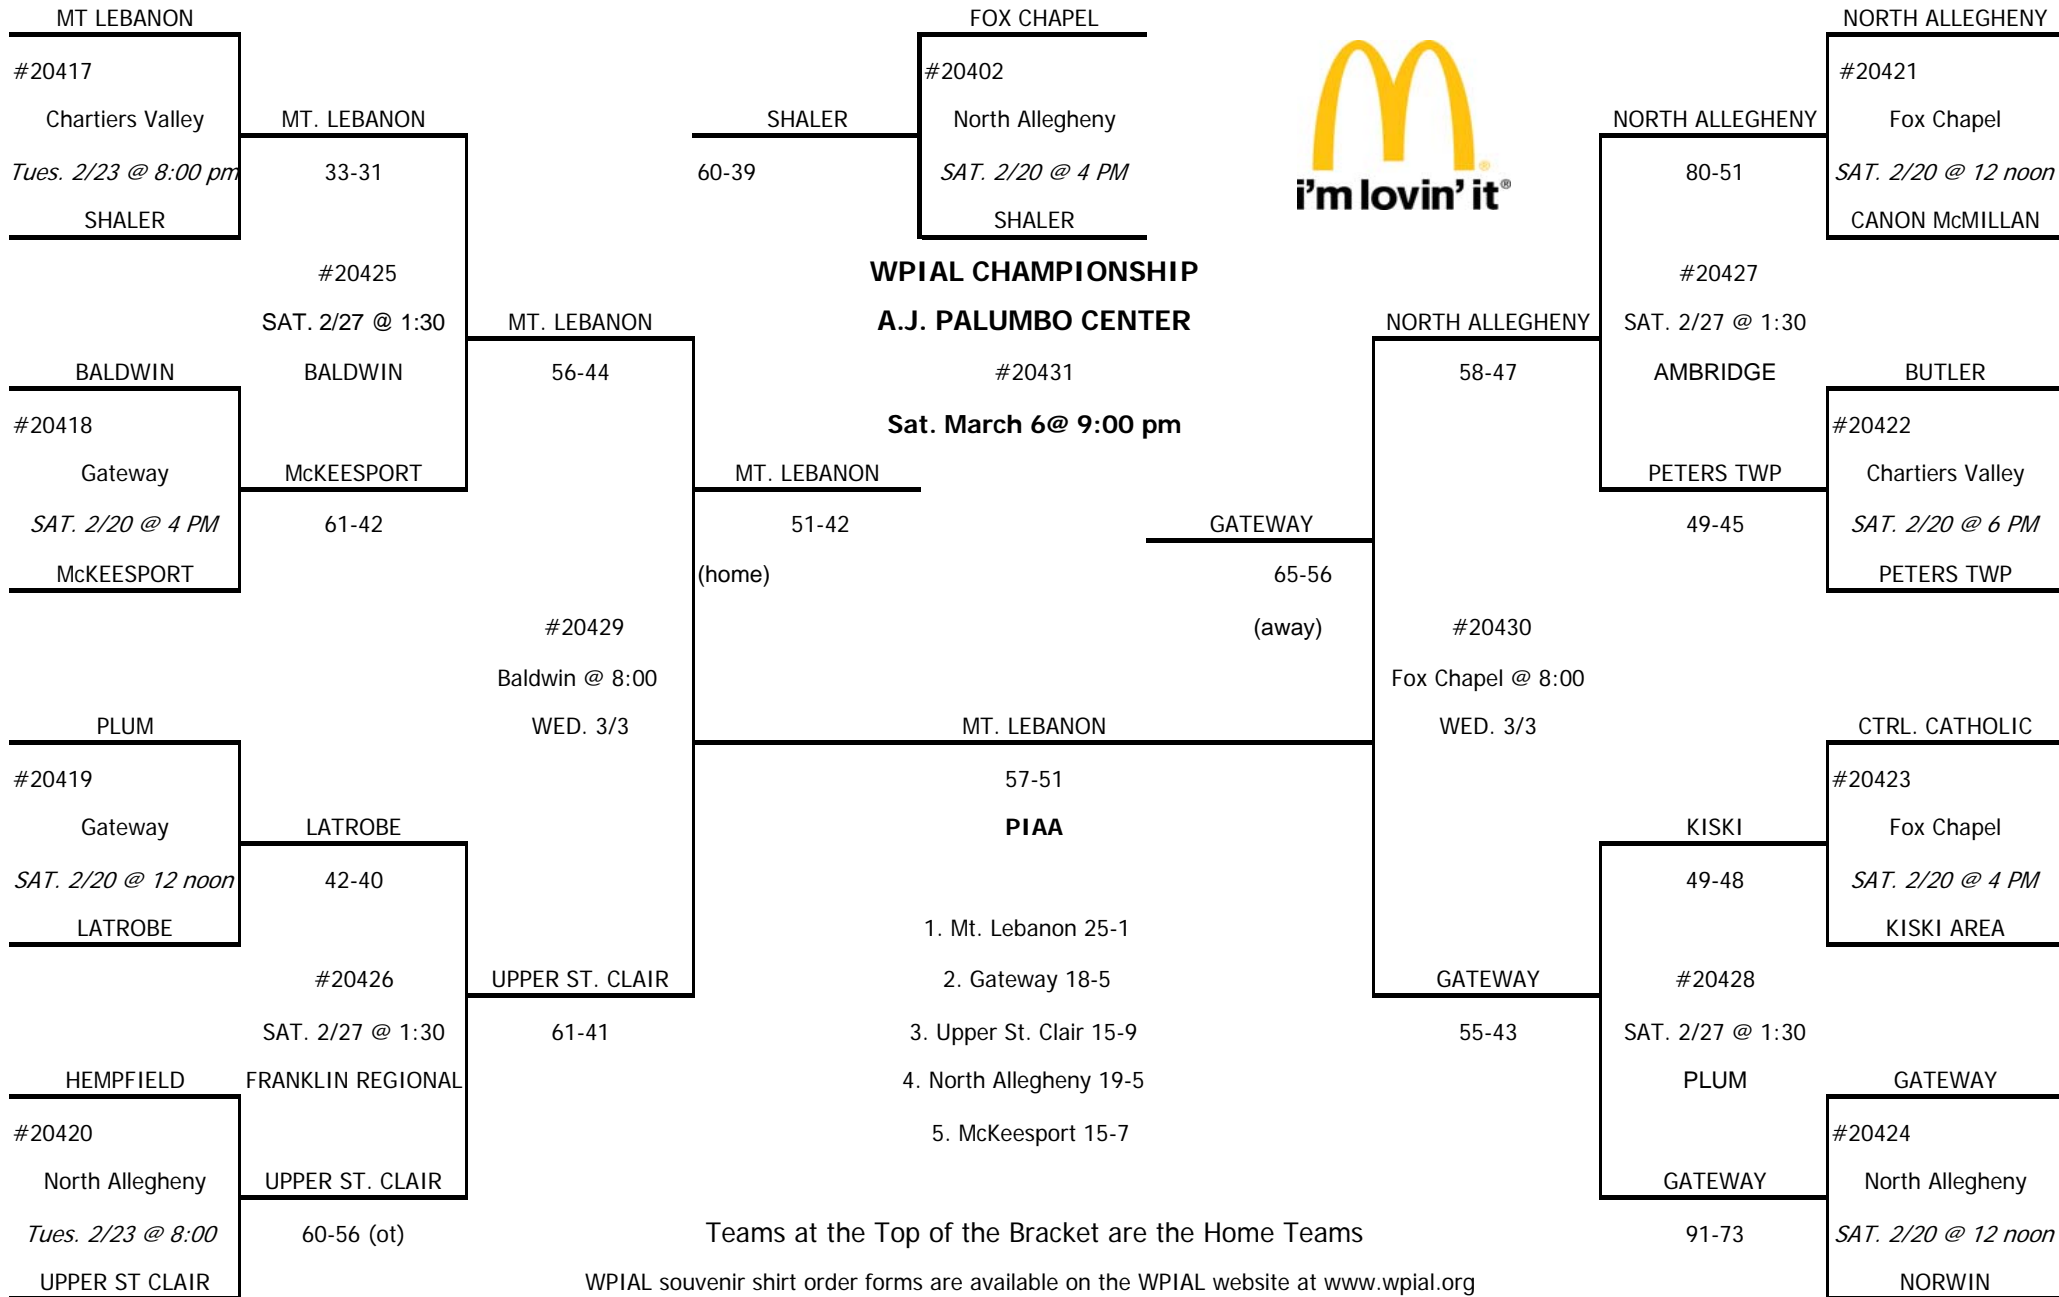 MT LEBANON
#20417
Chartiers Valley
Tues. 2/23 @ 8:00 pm
SHALER
MT. LEBANON
33-31
#20425
SAT. 2/27 @ 1:30
BALDWIN
BALDWIN
#20418
Gateway
SAT. 2/20 @ 4 PM
McKEESPORT
McKEESPORT
61-42
MT. LEBANON
56-44
PLUM
#20419
Gateway
SAT. 2/20 @ 12 noon
LATROBE
LATROBE
42-40
#20426
SAT. 2/27 @ 1:30
FRANKLIN REGIONAL
HEMPFIELD
#20420
North Allegheny
Tues. 2/23 @ 8:00
UPPER ST CLAIR
UPPER ST. CLAIR
60-56 (ot)
UPPER ST. CLAIR
61-41
#20429
Baldwin @ 8:00
WED. 3/3
MT. LEBANON
51-42
(home)
FOX CHAPEL
#20402
North Allegheny
SAT. 2/20 @ 4 PM
SHALER
SHALER
60-39
WPIAL CHAMPIONSHIP
A.J. PALUMBO CENTER
#20431
Sat. March 6@ 9:00 pm
MT. LEBANON
57-51
PIAA
1. Mt. Lebanon 25-1
2. Gateway 18-5
3. Upper St. Clair 15-9
4. North Allegheny 19-5
5. McKeesport 15-7
Teams at the Top of the Bracket are the Home Teams
WPIAL souvenir shirt order forms are available on the WPIAL website at www.wpial.org
®
i'm lovin' it®
GATEWAY
65-56
(away)
#20430
Fox Chapel @ 8:00
WED. 3/3
NORTH ALLEGHENY
58-47
GATEWAY
55-43
NORTH ALLEGHENY
80-51
#20427
SAT. 2/27 @ 1:30
AMBRIDGE
PETERS TWP
49-45
KISKI
49-48
#20428
SAT. 2/27 @ 1:30
PLUM
GATEWAY
91-73
NORTH ALLEGHENY
#20421
Fox Chapel
SAT. 2/20 @ 12 noon
CANON McMILLAN
BUTLER
#20422
Chartiers Valley
SAT. 2/20 @ 6 PM
PETERS TWP
CTRL. CATHOLIC
#20423
Fox Chapel
SAT. 2/20 @ 4 PM
KISKI AREA
GATEWAY
#20424
North Allegheny
SAT. 2/20 @ 12 noon
NORWIN